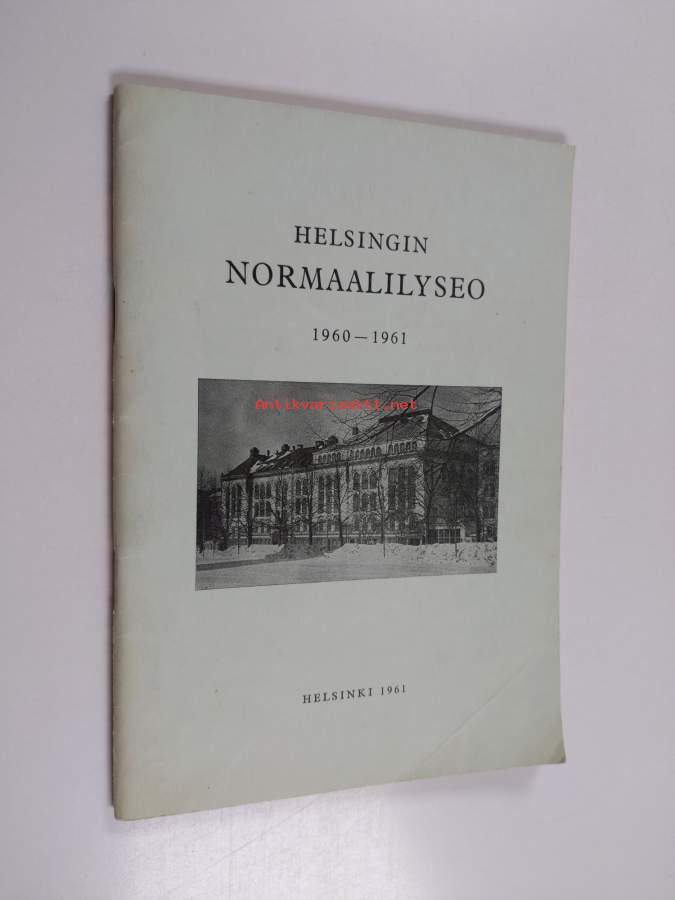 HELSINGIN
NORMAALILYSEO
1960—1961
Antikvariaatti.net
HELSINKI 1961